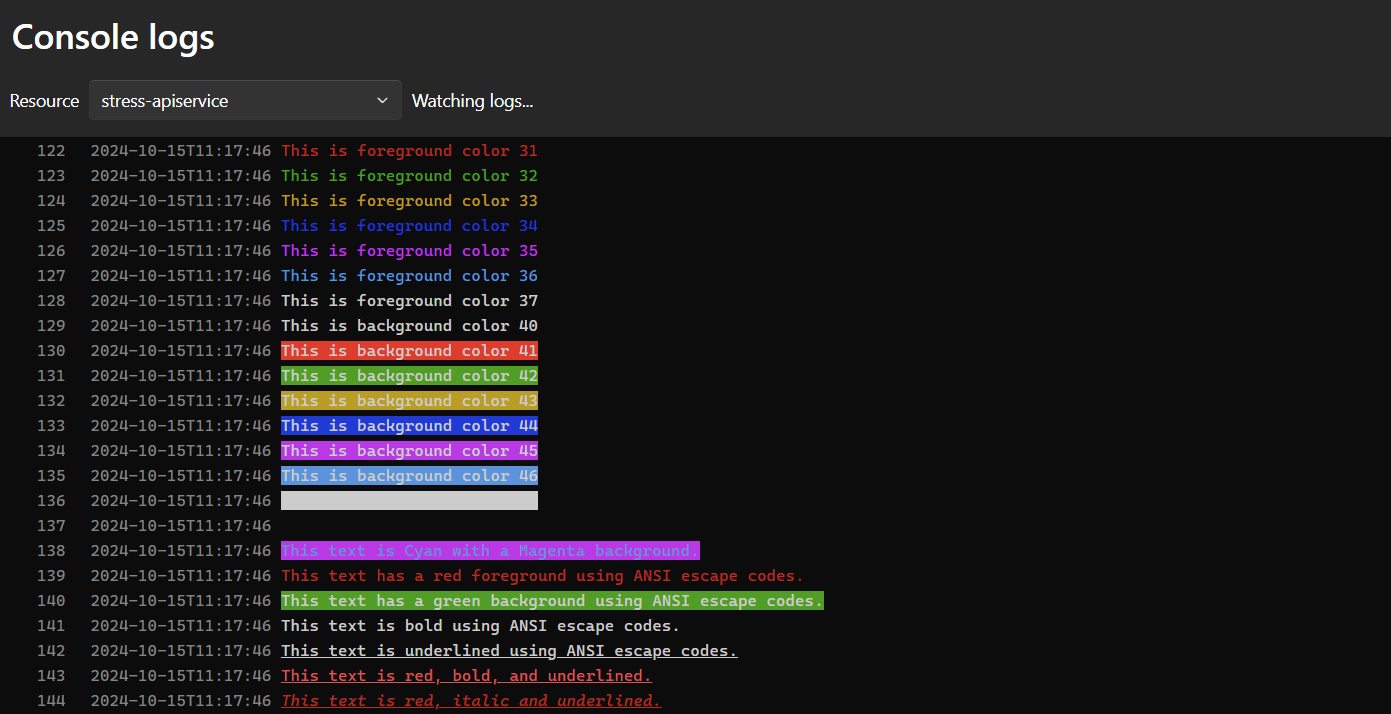 Console logs
Resource stress-apiservice Watching logs...
122 2024-10-15T11:17:46 This is foreground color 31
123 2024-10-15T11:17:46 This is foreground color 32
124 2024-10-15T11:17:46 This is foreground color 33
125 2024-10-15T11:17:46 This is foreground color 34
126 2024-10-15T11:17:46 This is foreground color 35
127 2024-10-15T11:17:46 This is foreground color 36
128 2024-10-15T11:17:46 This is foreground color 37
129 2024-10-15T11:17:46 This is background color 40
130 2024-10-15T11:17:46 This is background color 41
131 2024-10-15T11:17:46 This is background color 42
132 2024-10-15T11:17:46 This is background color 43
133 2024-10-15T11:17:46 This is background color 44
134 2024-10-15T11:17:46 This is background color 45
135 2024-10-15T11:17:46 This is background color 46
136 2024-10-15T11:17:46
137 2024-10-15T11:17:46
138 2024-10-15T11:17:46 This text is Cyan with a Magenta background.
139 2024-10-15T11:17:46 This text has a red foreground using ANSI escape codes.
140 2024-10-15T11:17:46 This text has a green background using ANSI escape codes.
141 2024-10-15T11:17:46 This text is bold using ANSI escape codes.
142 2024-10-15T11:17:46 This text is underlined using ANSI escape codes.
143 2024-10-15T11:17:46 This text is red, bold, and underlined.
144 2024-10-15T11:17:46 This text is red, italic and underlined.